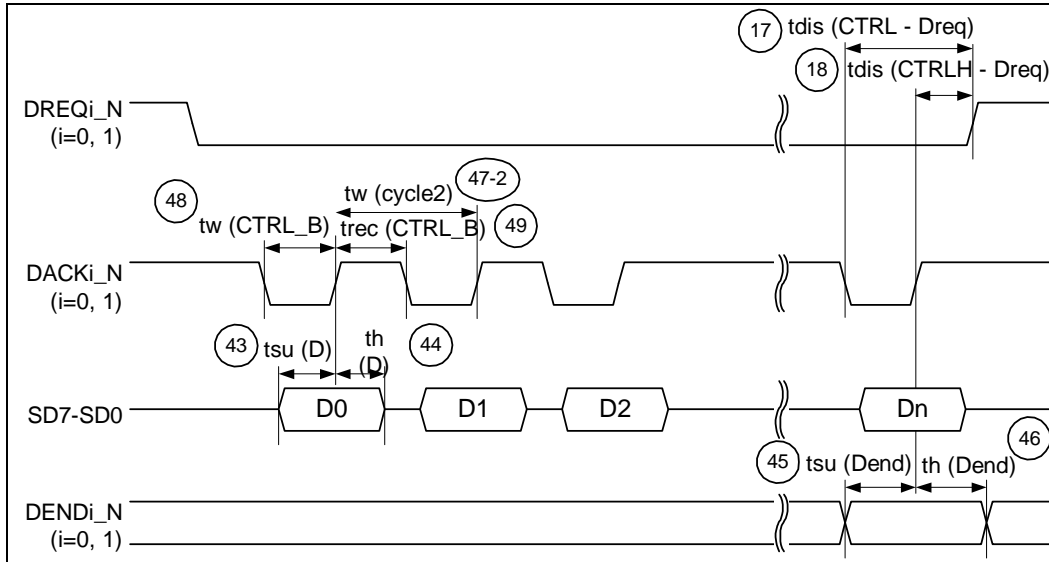 17 tdis (CTRL - Dreq)
18 tdis (CTRLH - Dreq)
DREQi_N
(i=0, 1)
47-2
tw (cycle2)
48
tw (CTRL_B) trec (CTRL_B) 49
DACKi_N
(i=0, 1)
43 tsu (D) th (D) 44
SD7-SD0 D0 D1 D2 Dn
45 tsu (Dend) th (Dend) 46
DENDi_N
(i=0, 1)